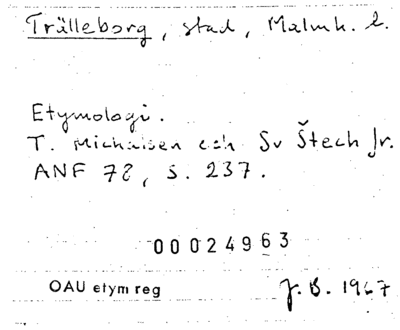 Trälleborg, stad, Malmh. l.
Etymologi.
T. Michaisen och Sv Štech Jr.
ANF 78, s. 237.
00024963
OAU etym reg
J. B. 1967